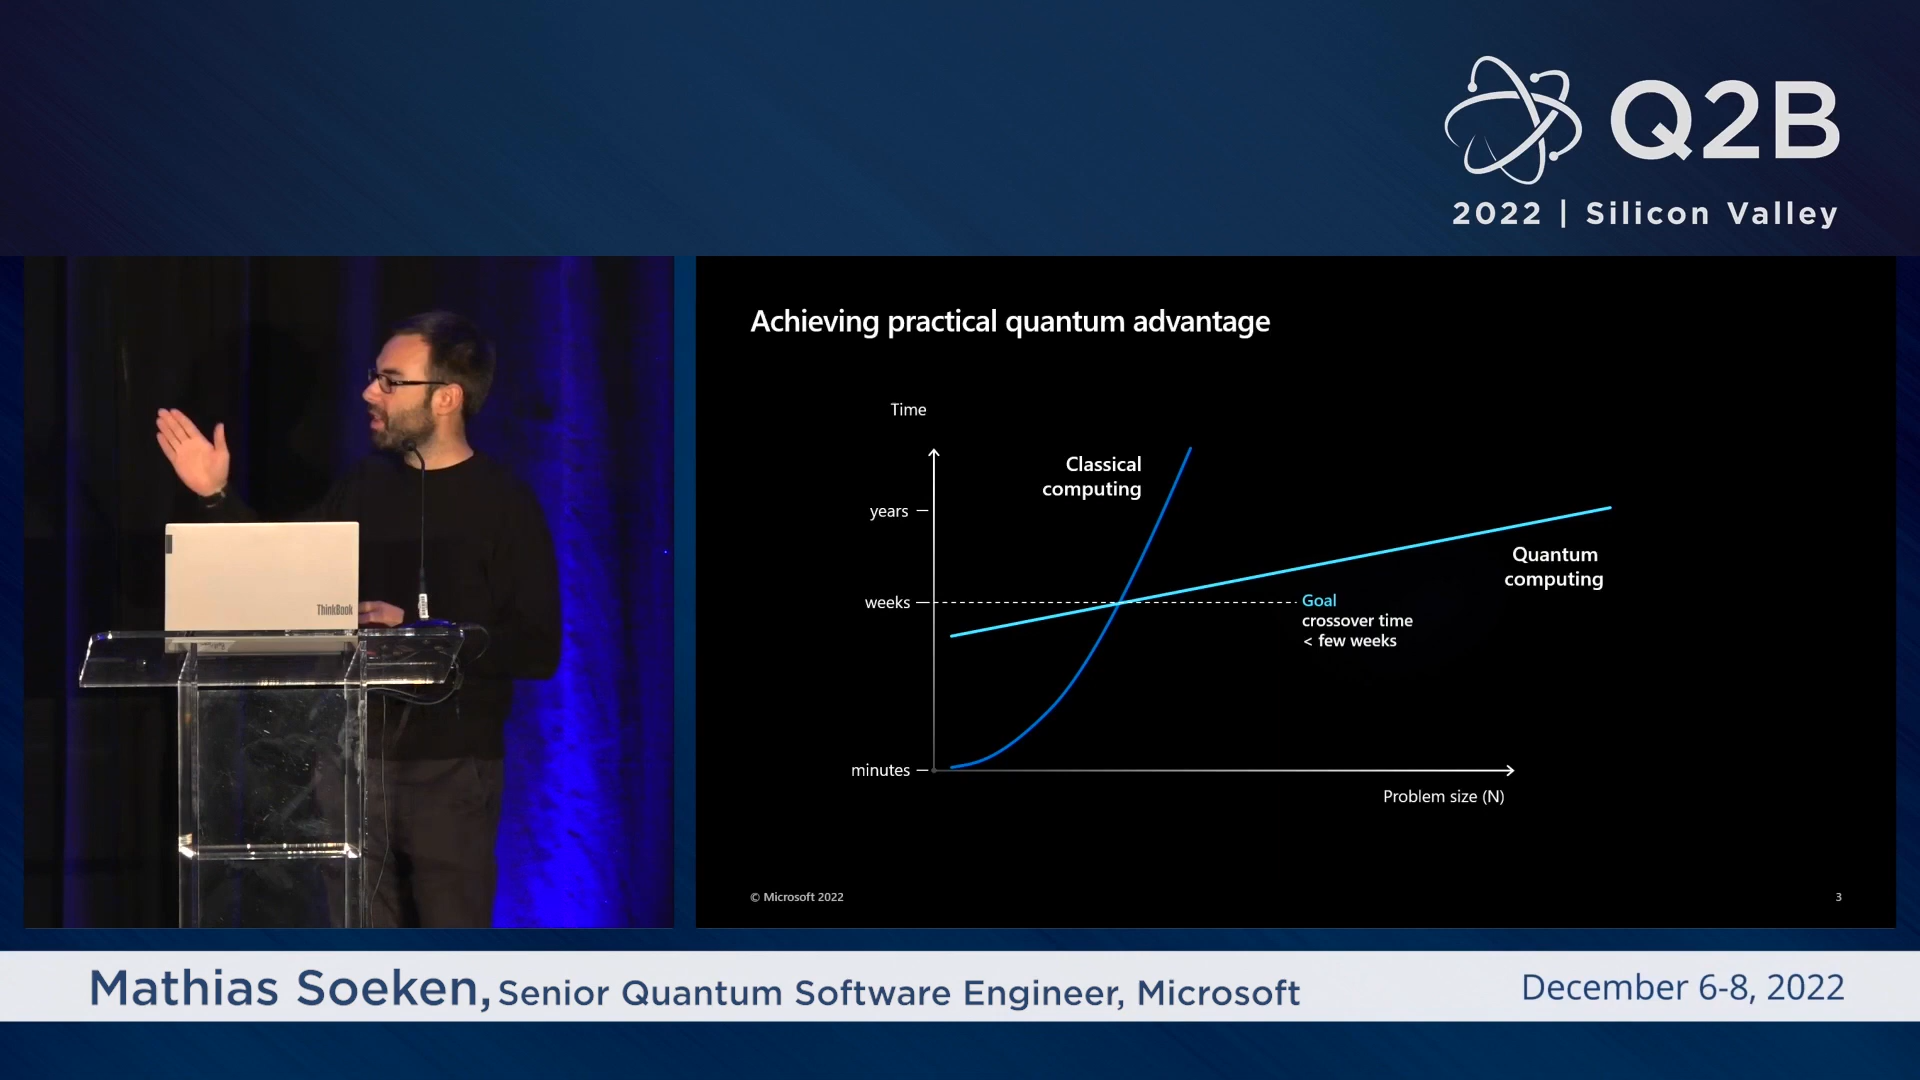 Q2B
2022 | Silicon Valley
Achieving practical quantum advantage
Time
Classical
computing
years
Quantum
computing
weeks
Goal
crossover time
< few weeks
minutes
Problem size (N)
© Microsoft 2022
3
ThinkBook
Mathias Soeken, Senior Quantum Software Engineer, Microsoft
December 6-8, 2022